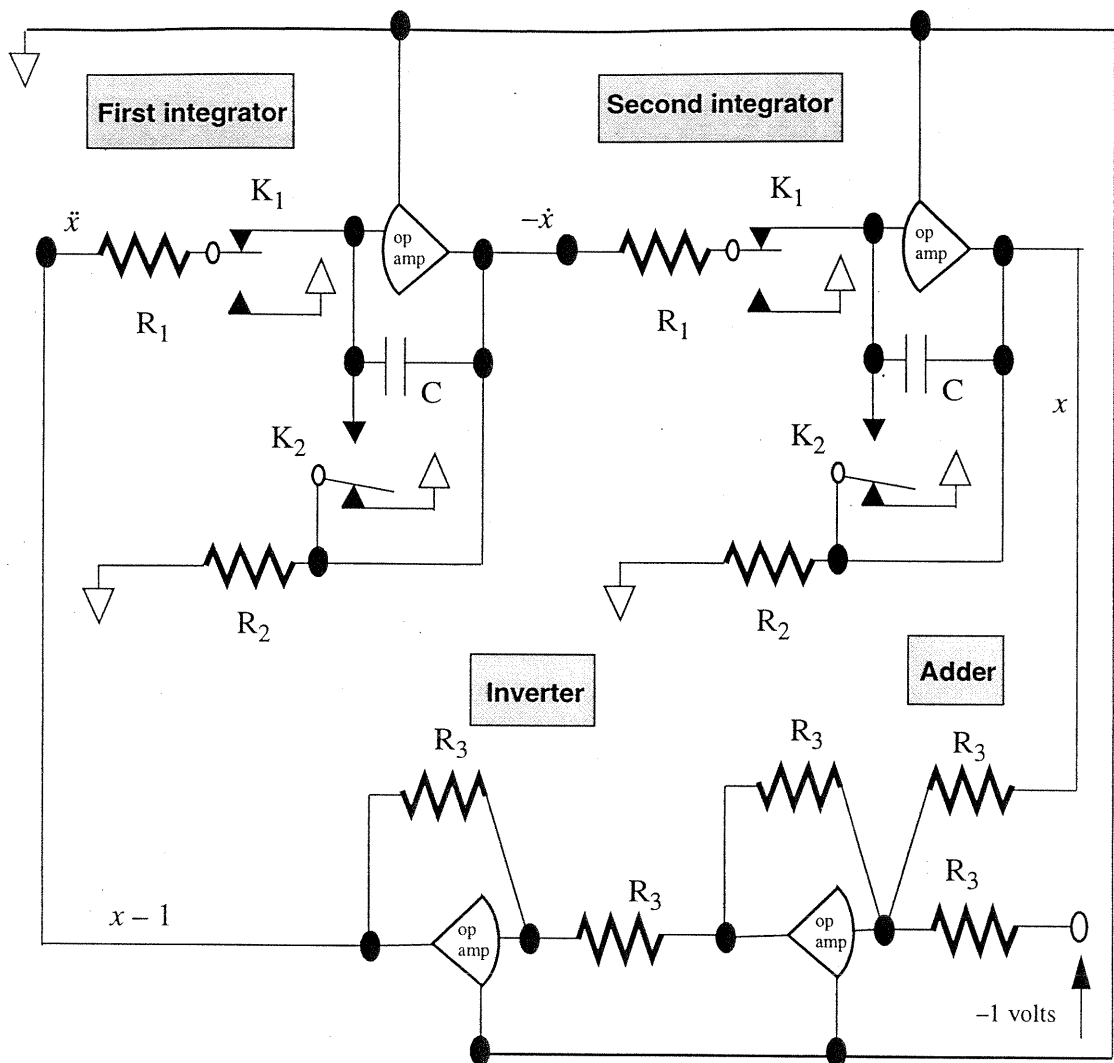 First integrator
Second integrator
K₁
K₁
ẍ
op
amp
−ẋ
op
amp
R₁
R₁
C
C
x
K₂
K₂
R₂
R₂
Inverter
Adder
R₃
R₃
R₃
x – 1
R₃
R₃
op
amp
op
amp
–1 volts